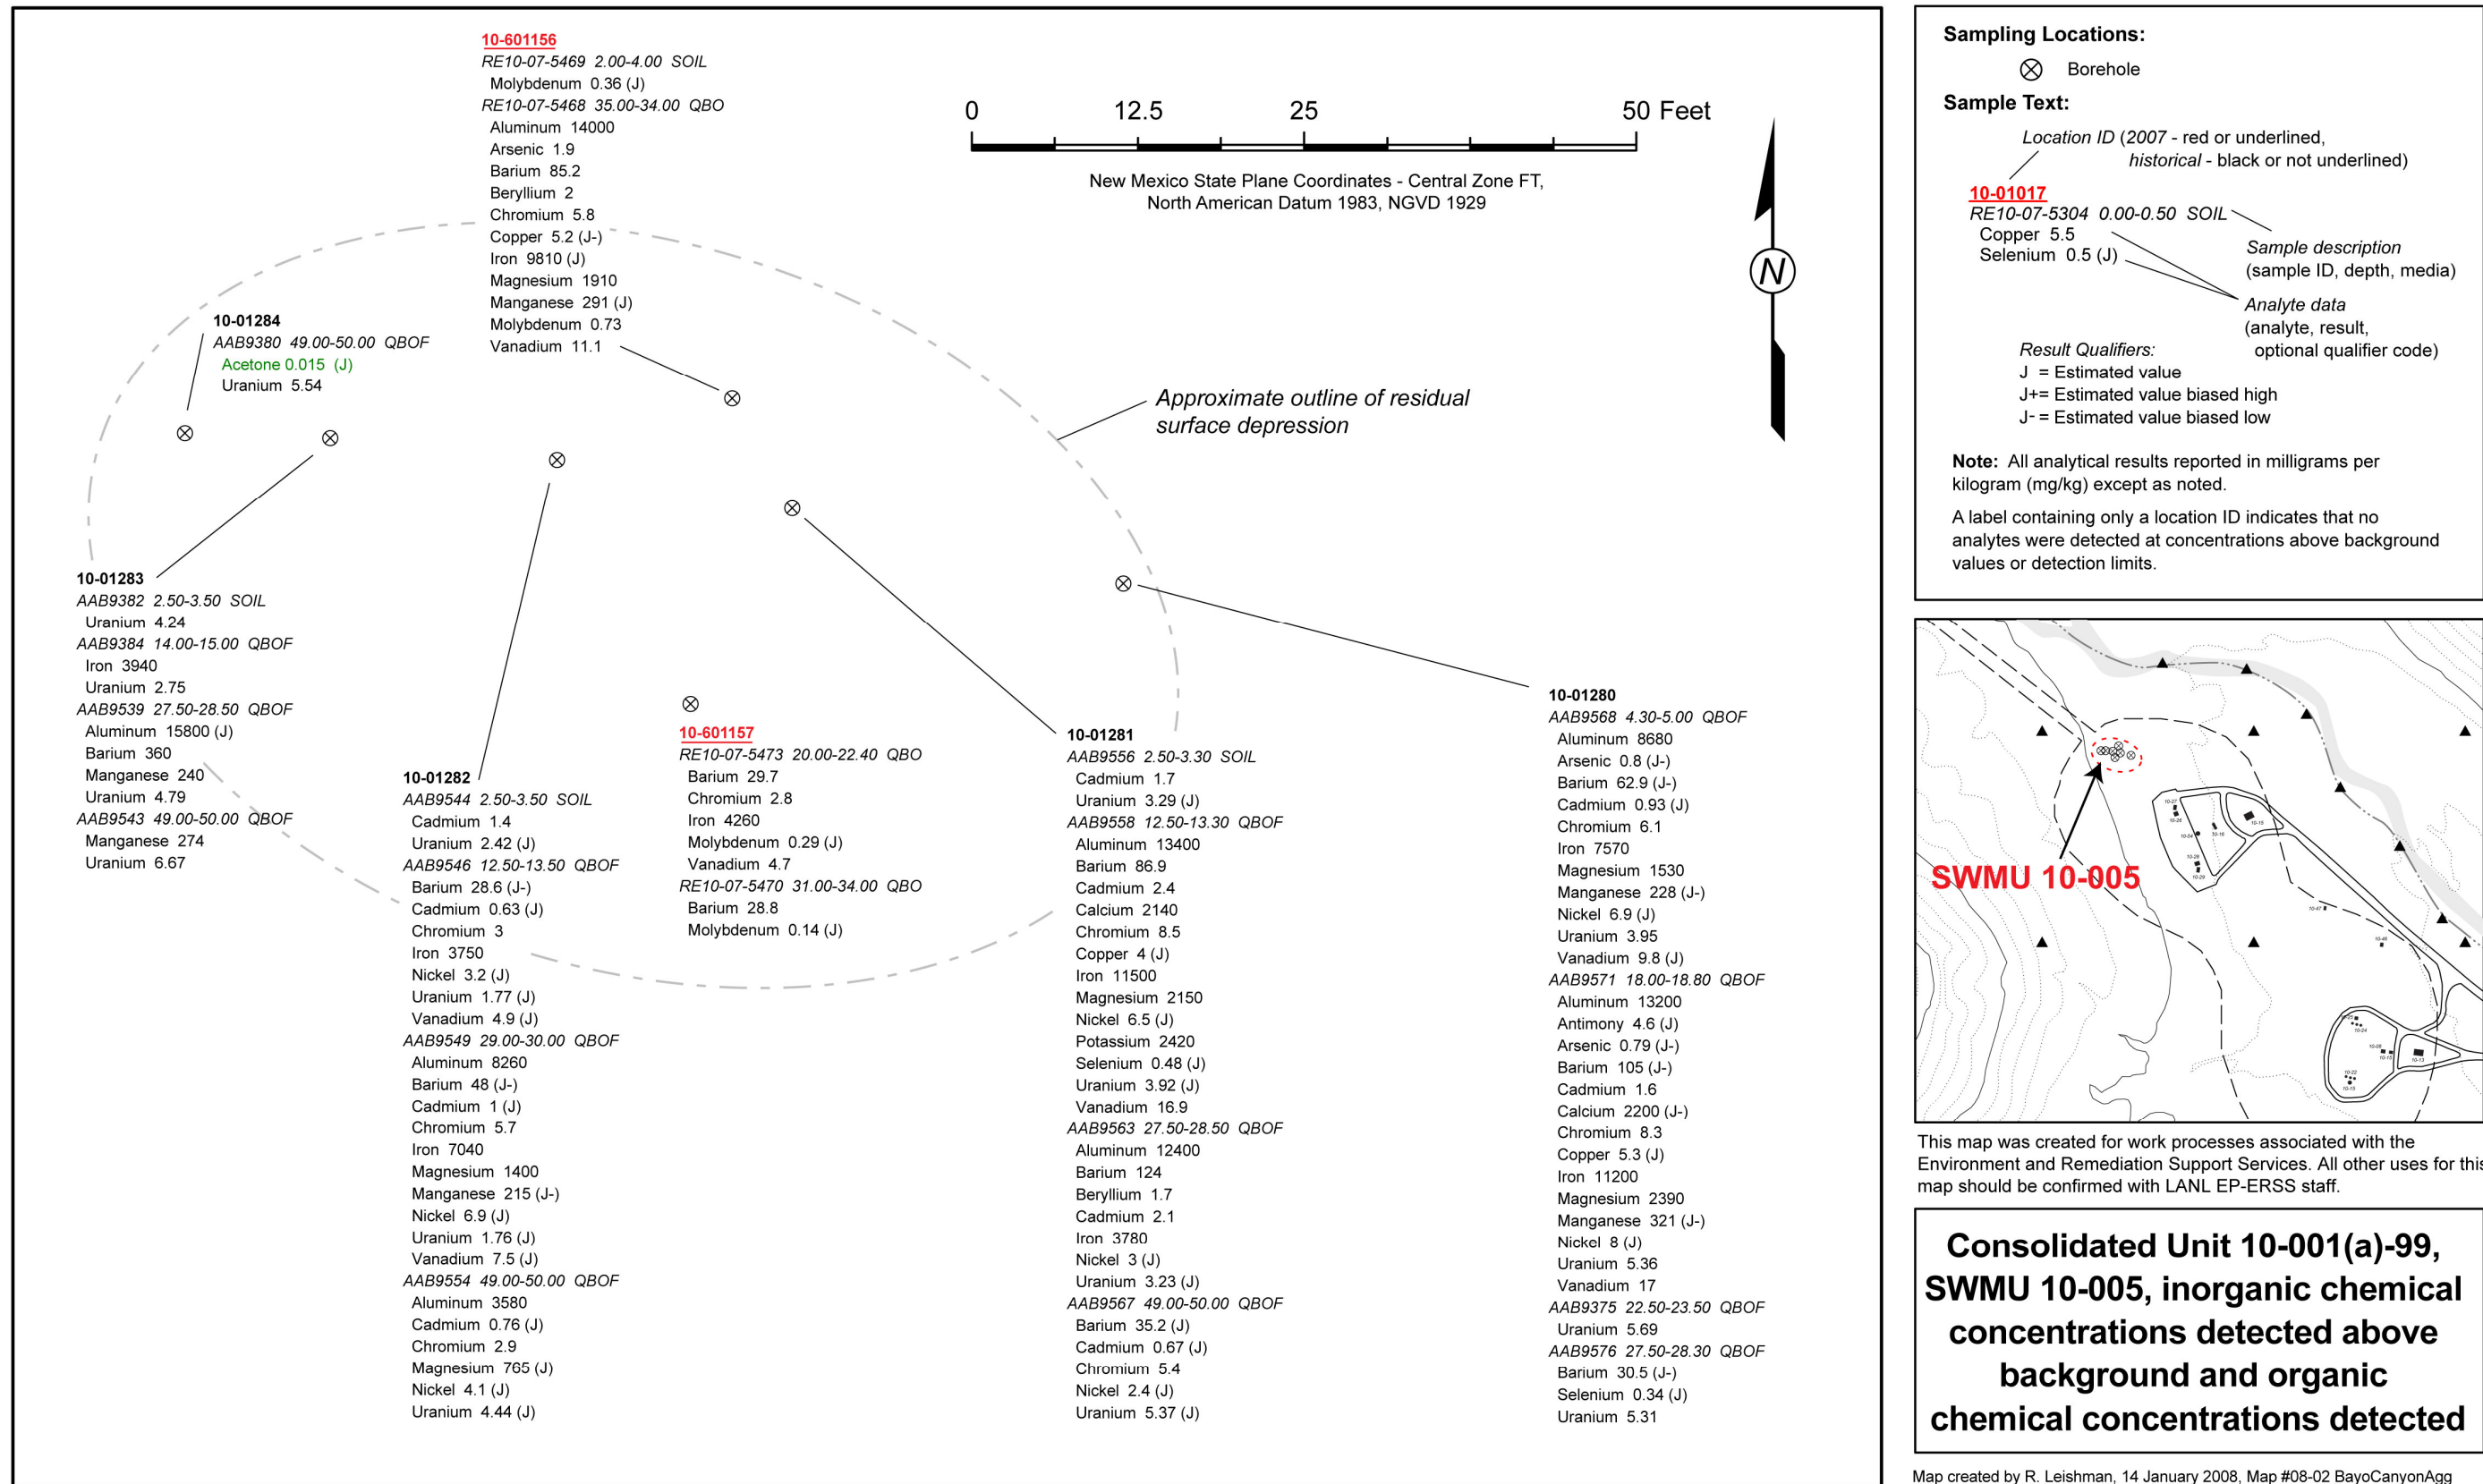 10-601156
RE10-07-5469 2.00-4.00 SOIL
Molybdenum 0.36 (J)
RE10-07-5468 35.00-34.00 QBO
Aluminum 14000
Arsenic 1.9
Barium 85.2
Beryllium 2
Chromium 5.8
Copper 5.2 (J-)
Iron 9810 (J)
Magnesium 1910
Manganese 291 (J)
Molybdenum 0.73
Vanadium 11.1
0 12.5 25 50 Feet
New Mexico State Plane Coordinates - Central Zone FT,
North American Datum 1983, NGVD 1929
N
10-01284
AAB9380 49.00-50.00 QBOF
Acetone 0.015 (J)
Uranium 5.54
Approximate outline of residual
surface depression
10-01283
AAB9382 2.50-3.50 SOIL
Uranium 4.24
AAB9384 14.00-15.00 QBOF
Iron 3940
Uranium 2.75
AAB9539 27.50-28.50 QBOF
Aluminum 15800 (J)
Barium 360
Manganese 240
Uranium 4.79
AAB9543 49.00-50.00 QBOF
Manganese 274
Uranium 6.67
10-01282
AAB9544 2.50-3.50 SOIL
Cadmium 1.4
Uranium 2.42 (J)
AAB9546 12.50-13.50 QBOF
Barium 28.6 (J-)
Cadmium 0.63 (J)
Chromium 3
Iron 3750
Nickel 3.2 (J)
Uranium 1.77 (J)
Vanadium 4.9 (J)
AAB9549 29.00-30.00 QBOF
Aluminum 8260
Barium 48 (J-)
Cadmium 1 (J)
Chromium 5.7
Iron 7040
Magnesium 1400
Manganese 215 (J-)
Nickel 6.9 (J)
Uranium 1.76 (J)
Vanadium 7.5 (J)
AAB9554 49.00-50.00 QBOF
Aluminum 3580
Cadmium 0.76 (J)
Chromium 2.9
Magnesium 765 (J)
Nickel 4.1 (J)
Uranium 4.44 (J)
10-601157
RE10-07-5473 20.00-22.40 QBO
Barium 29.7
Chromium 2.8
Iron 4260
Molybdenum 0.29 (J)
Vanadium 4.7
RE10-07-5470 31.00-34.00 QBO
Barium 28.8
Molybdenum 0.14 (J)
10-01281
AAB9556 2.50-3.30 SOIL
Cadmium 1.7
Uranium 3.29 (J)
AAB9558 12.50-13.30 QBOF
Aluminum 13400
Barium 86.9
Cadmium 2.4
Calcium 2140
Chromium 8.5
Copper 4 (J)
Iron 11500
Magnesium 2150
Nickel 6.5 (J)
Potassium 2420
Selenium 0.48 (J)
Uranium 3.92 (J)
Vanadium 16.9
AAB9563 27.50-28.50 QBOF
Aluminum 12400
Barium 124
Beryllium 1.7
Cadmium 2.1
Iron 3780
Nickel 3 (J)
Uranium 3.23 (J)
AAB9567 49.00-50.00 QBOF
Barium 35.2 (J)
Cadmium 0.67 (J)
Chromium 5.4
Nickel 2.4 (J)
Uranium 5.37 (J)
10-01280
AAB9568 4.30-5.00 QBOF
Aluminum 8680
Arsenic 0.8 (J-)
Barium 62.9 (J-)
Cadmium 0.93 (J)
Chromium 6.1
Iron 7570
Magnesium 1530
Manganese 228 (J-)
Nickel 6.9 (J)
Uranium 3.95
Vanadium 9.8 (J)
AAB9571 18.00-18.80 QBOF
Aluminum 13200
Antimony 4.6 (J)
Arsenic 0.79 (J-)
Barium 105 (J-)
Cadmium 1.6
Calcium 2200 (J-)
Chromium 8.3
Copper 5.3 (J)
Iron 11200
Magnesium 2390
Manganese 321 (J-)
Nickel 8 (J)
Uranium 5.36
Vanadium 17
AAB9375 22.50-23.50 QBOF
Uranium 5.69
AAB9576 27.50-28.30 QBOF
Barium 30.5 (J-)
Selenium 0.34 (J)
Uranium 5.31
Sampling Locations:
Borehole
Sample Text:
Location ID (2007 - red or underlined,
historical - black or not underlined)
10-01017
RE10-07-5304 0.00-0.50 SOIL
Copper 5.5
Selenium 0.5 (J)
Sample description
(sample ID, depth, media)
Analyte data
(analyte, result,
optional qualifier code)
Result Qualifiers:
J = Estimated value
J+= Estimated value biased high
J- = Estimated value biased low
Note: All analytical results reported in milligrams per
kilogram (mg/kg) except as noted.
A label containing only a location ID indicates that no
analytes were detected at concentrations above background
values or detection limits.
SWMU 10-005
This map was created for work processes associated with the
Environment and Remediation Support Services. All other uses for this
map should be confirmed with LANL EP-ERSS staff.
Consolidated Unit 10-001(a)-99,
SWMU 10-005, inorganic chemical
concentrations detected above
background and organic
chemical concentrations detected
Map created by R. Leishman, 14 January 2008, Map #08-02 BayoCanyonAgg